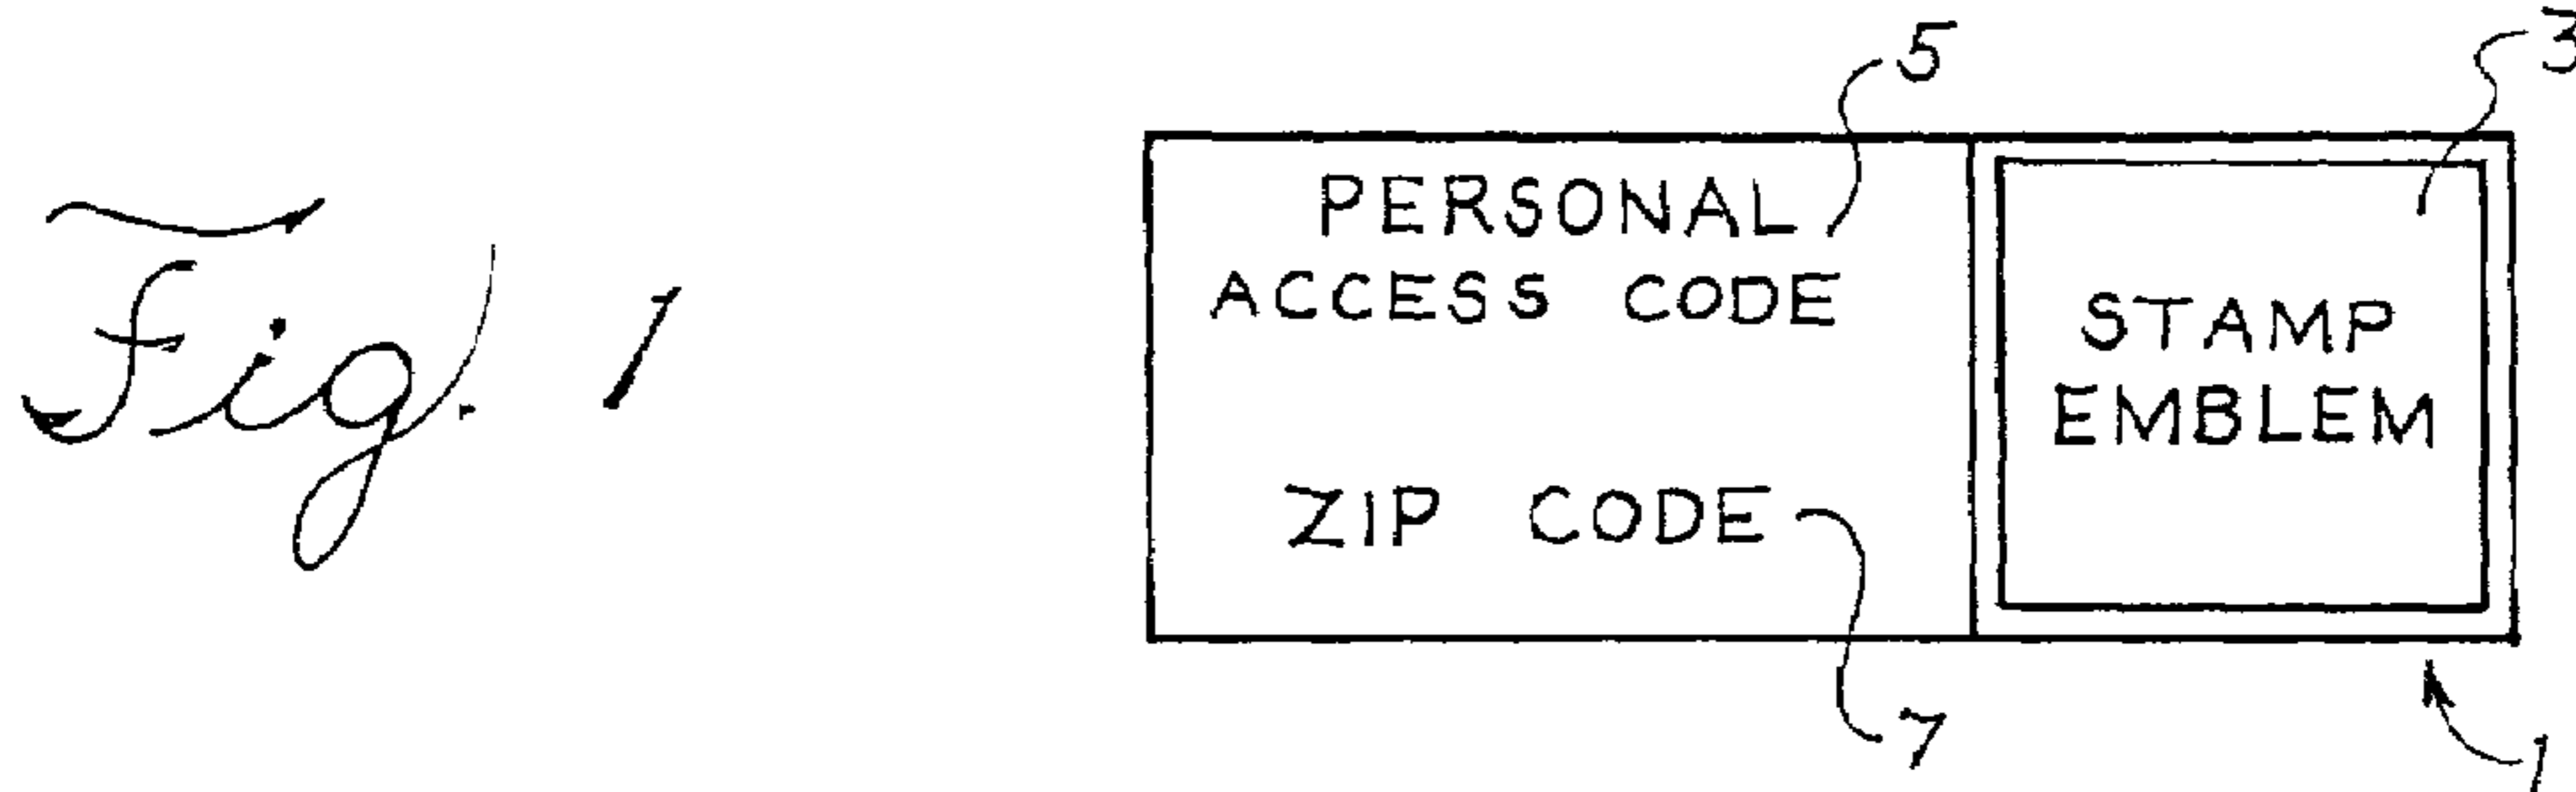 Fig. 1
5
3
PERSONAL
ACCESS CODE
STAMP
EMBLEM
ZIP CODE
7
1